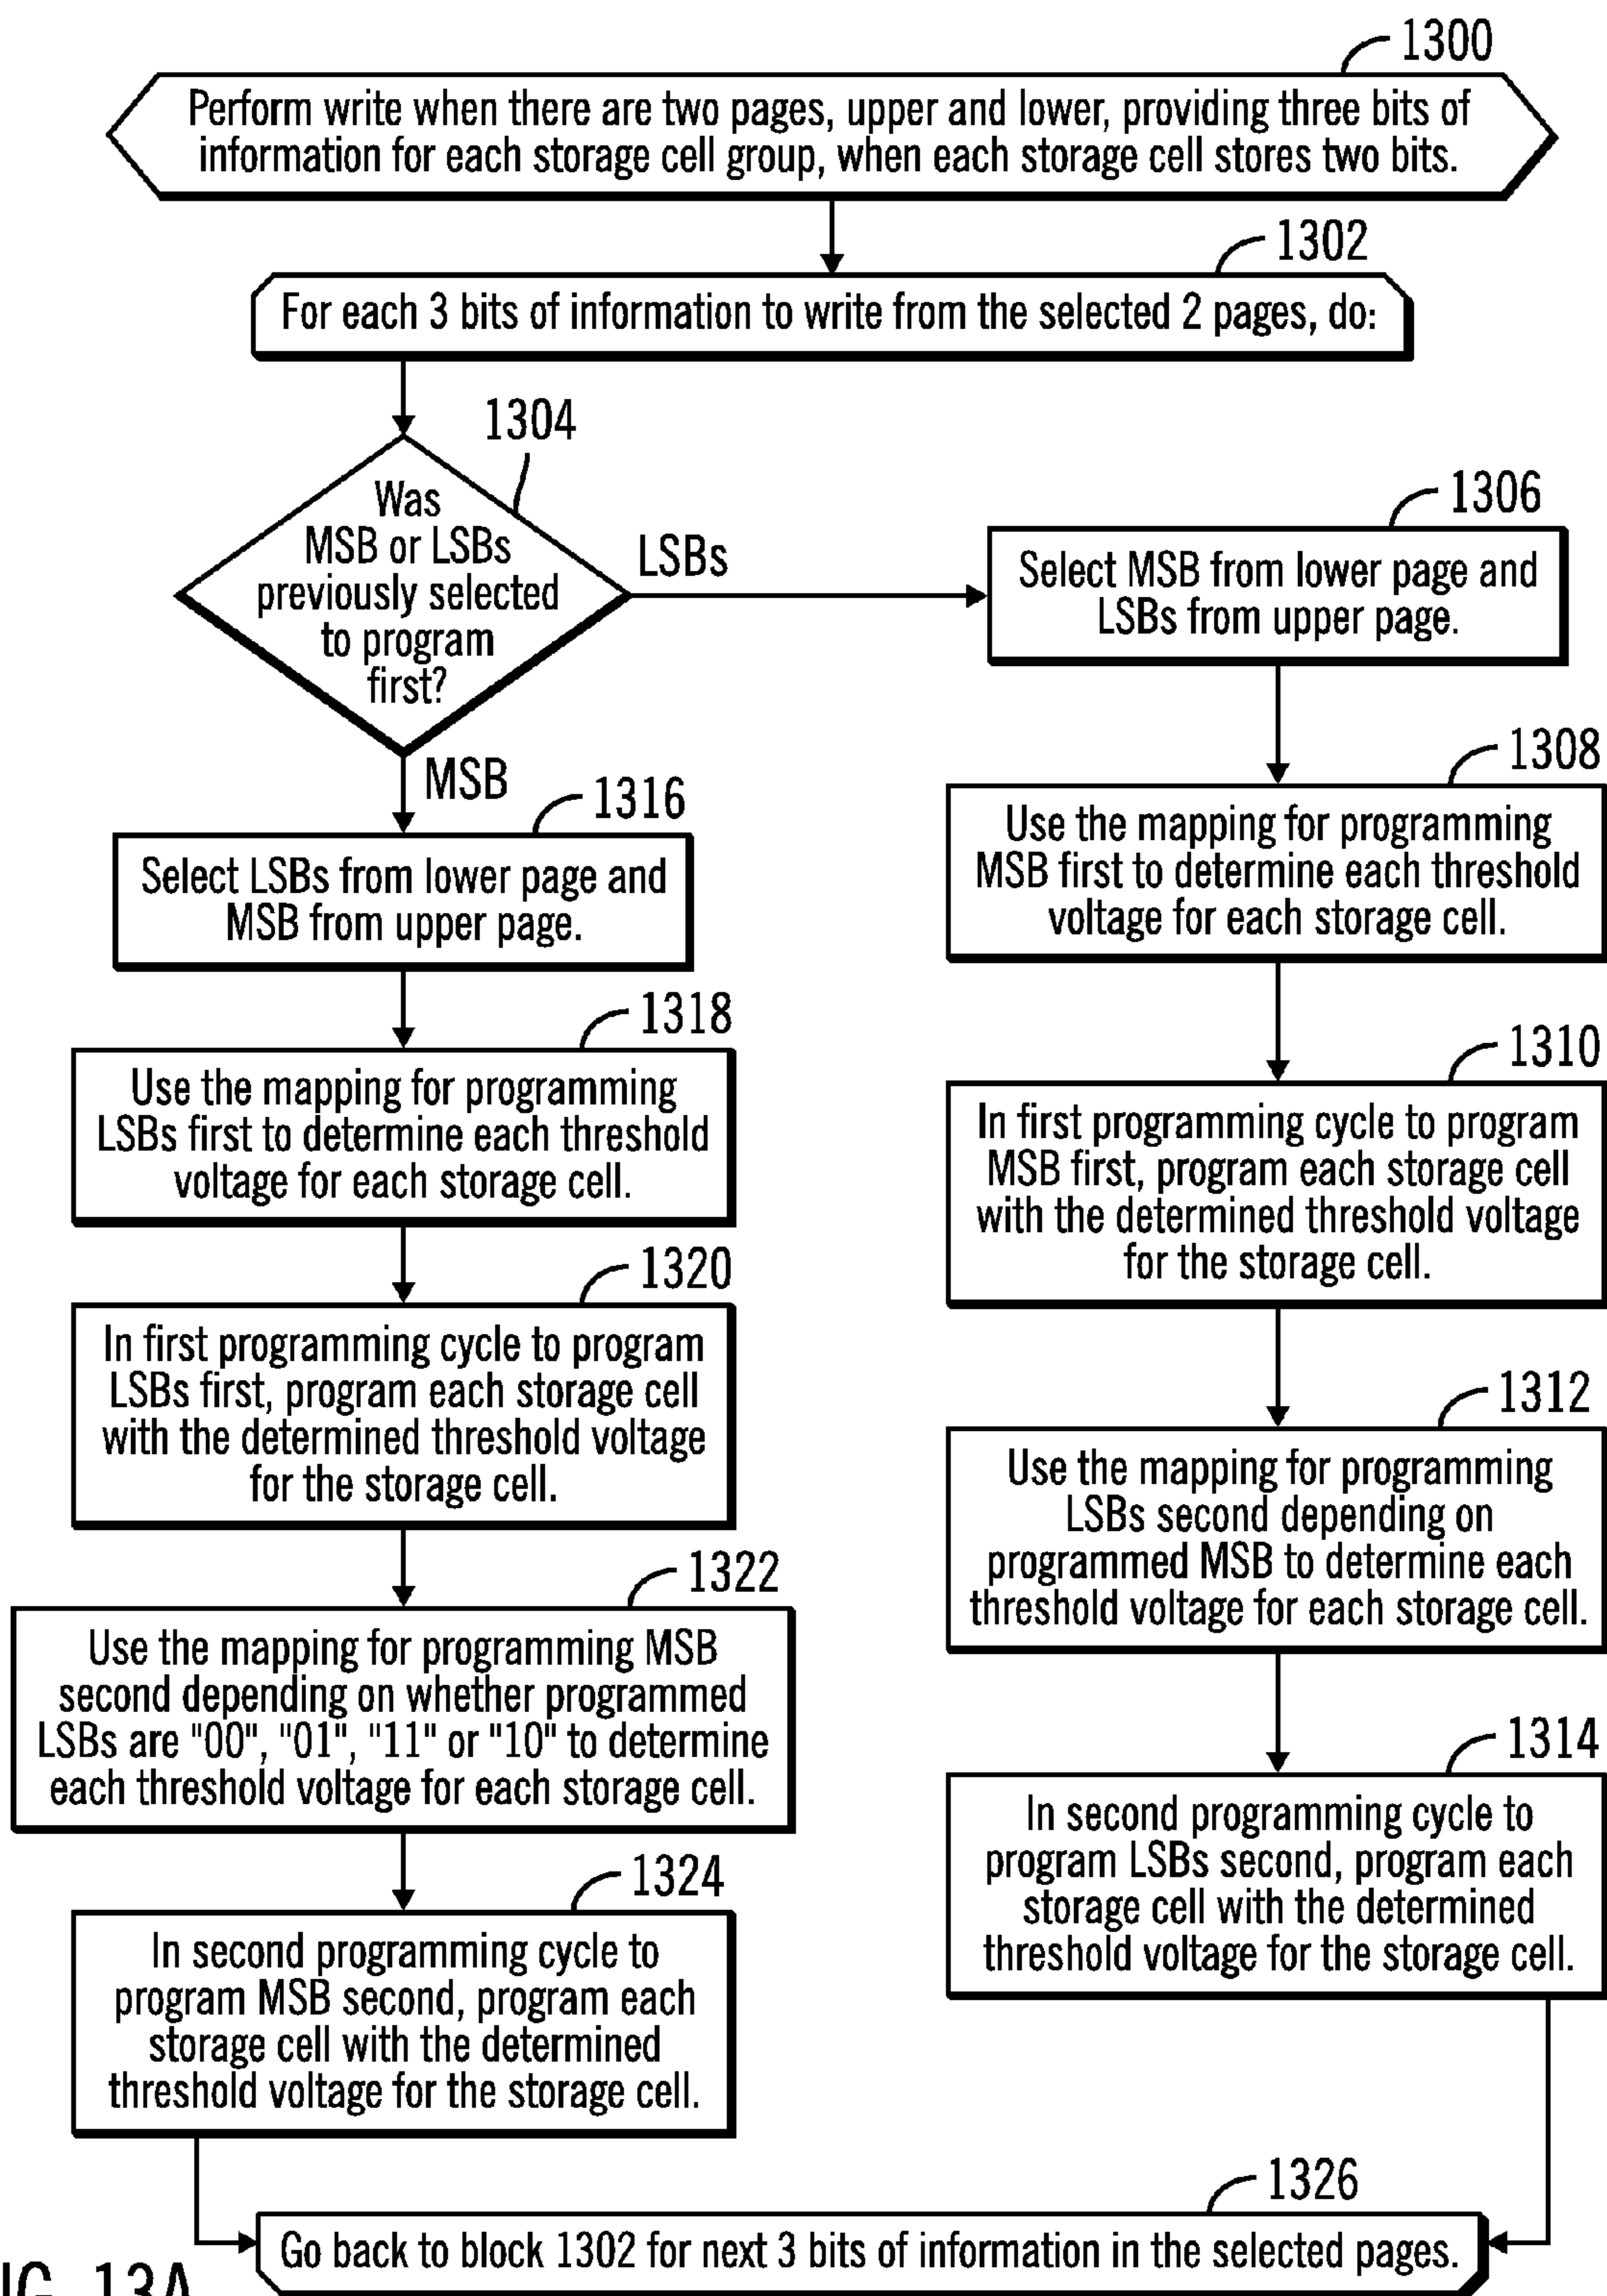 1300
Perform write when there are two pages, upper and lower, providing three bits of
information for each storage cell group, when each storage cell stores two bits.
1302
For each 3 bits of information to write from the selected 2 pages, do:
1304
Was
MSB or LSBs
previously selected
to program
first?
LSBs
1306
Select MSB from lower page and
LSBs from upper page.
1308
Use the mapping for programming
MSB first to determine each threshold
voltage for each storage cell.
1310
In first programming cycle to program
MSB first, program each storage cell
with the determined threshold voltage
for the storage cell.
1312
Use the mapping for programming
LSBs second depending on
programmed MSB to determine each
threshold voltage for each storage cell.
1314
In second programming cycle to
program LSBs second, program each
storage cell with the determined
threshold voltage for the storage cell.
MSB
1316
Select LSBs from lower page and
MSB from upper page.
1318
Use the mapping for programming
LSBs first to determine each threshold
voltage for each storage cell.
1320
In first programming cycle to program
LSBs first, program each storage cell
with the determined threshold voltage
for the storage cell.
1322
Use the mapping for programming MSB
second depending on whether programmed
LSBs are "00", "01", "11" or "10" to determine
each threshold voltage for each storage cell.
1324
In second programming cycle to
program MSB second, program each
storage cell with the determined
threshold voltage for the storage cell.
1326
Go back to block 1302 for next 3 bits of information in the selected pages.
13A